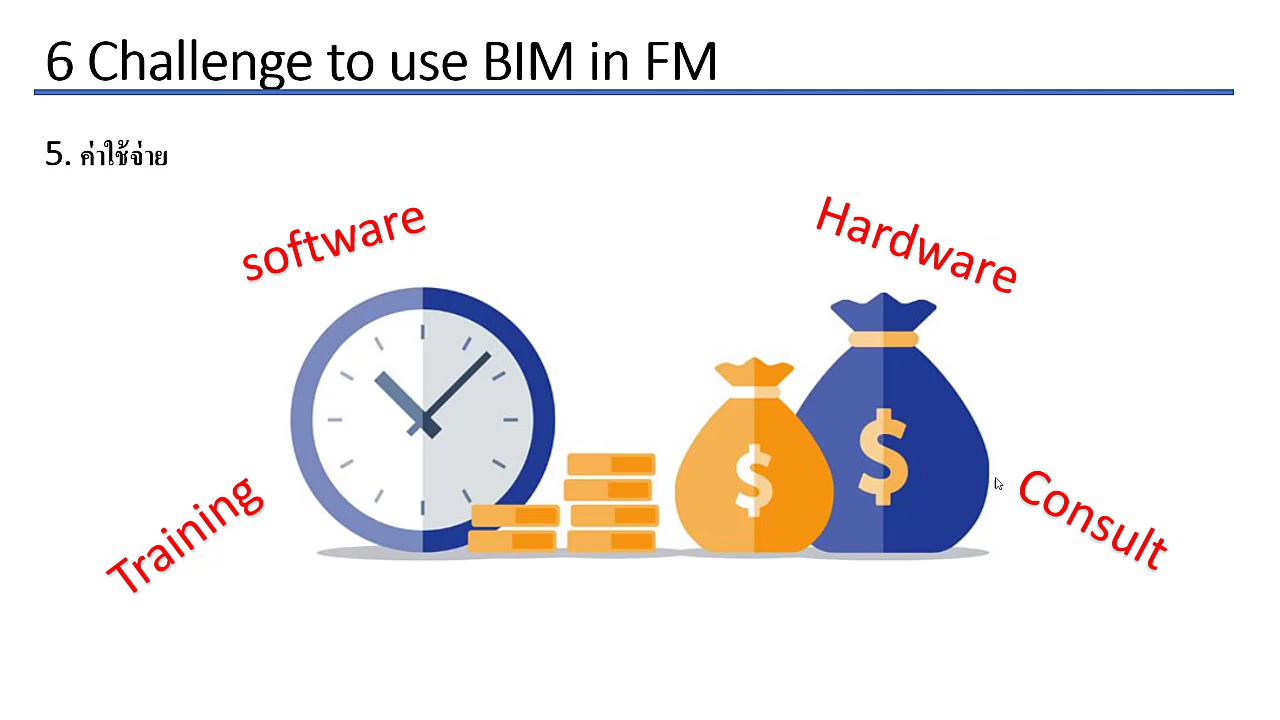 6 Challenge to use BIM in FM
5. ค่าใช้จ่าย
software
Hardware
$
$
Training
Consult